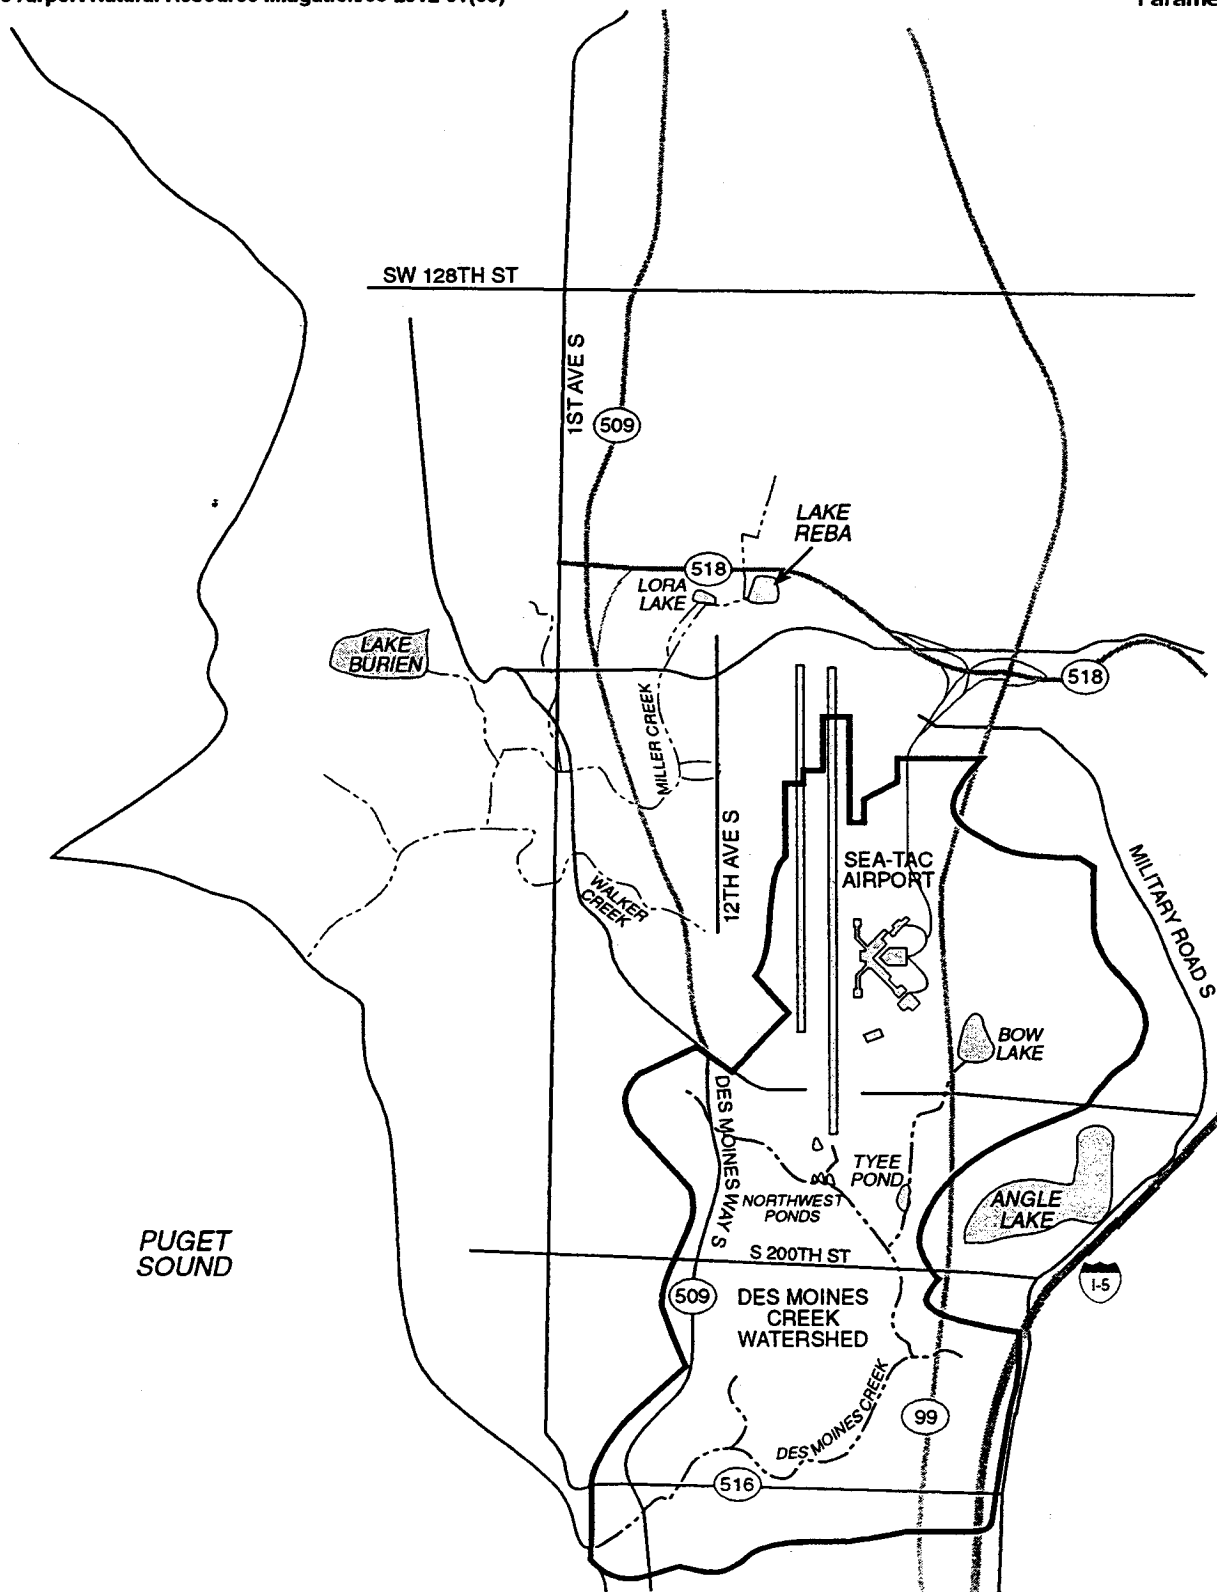 SW 128TH ST
1ST AVE S
509
LAKE
REBA
518
LORA
LAKE
LAKE
BURIEN
518
MILLER CREEK
12TH AVE S
SEA-TAC
AIRPORT
MILITARY ROAD S
WALKER
CREEK
BOW
LAKE
DES MOINES WAY S
TYEE
POND
NORTHWEST
PONDS
ANGLE
LAKE
PUGET
SOUND
S 200TH ST
I-5
509
DES MOINES
CREEK
WATERSHED
DES MOINES CREEK
99
516